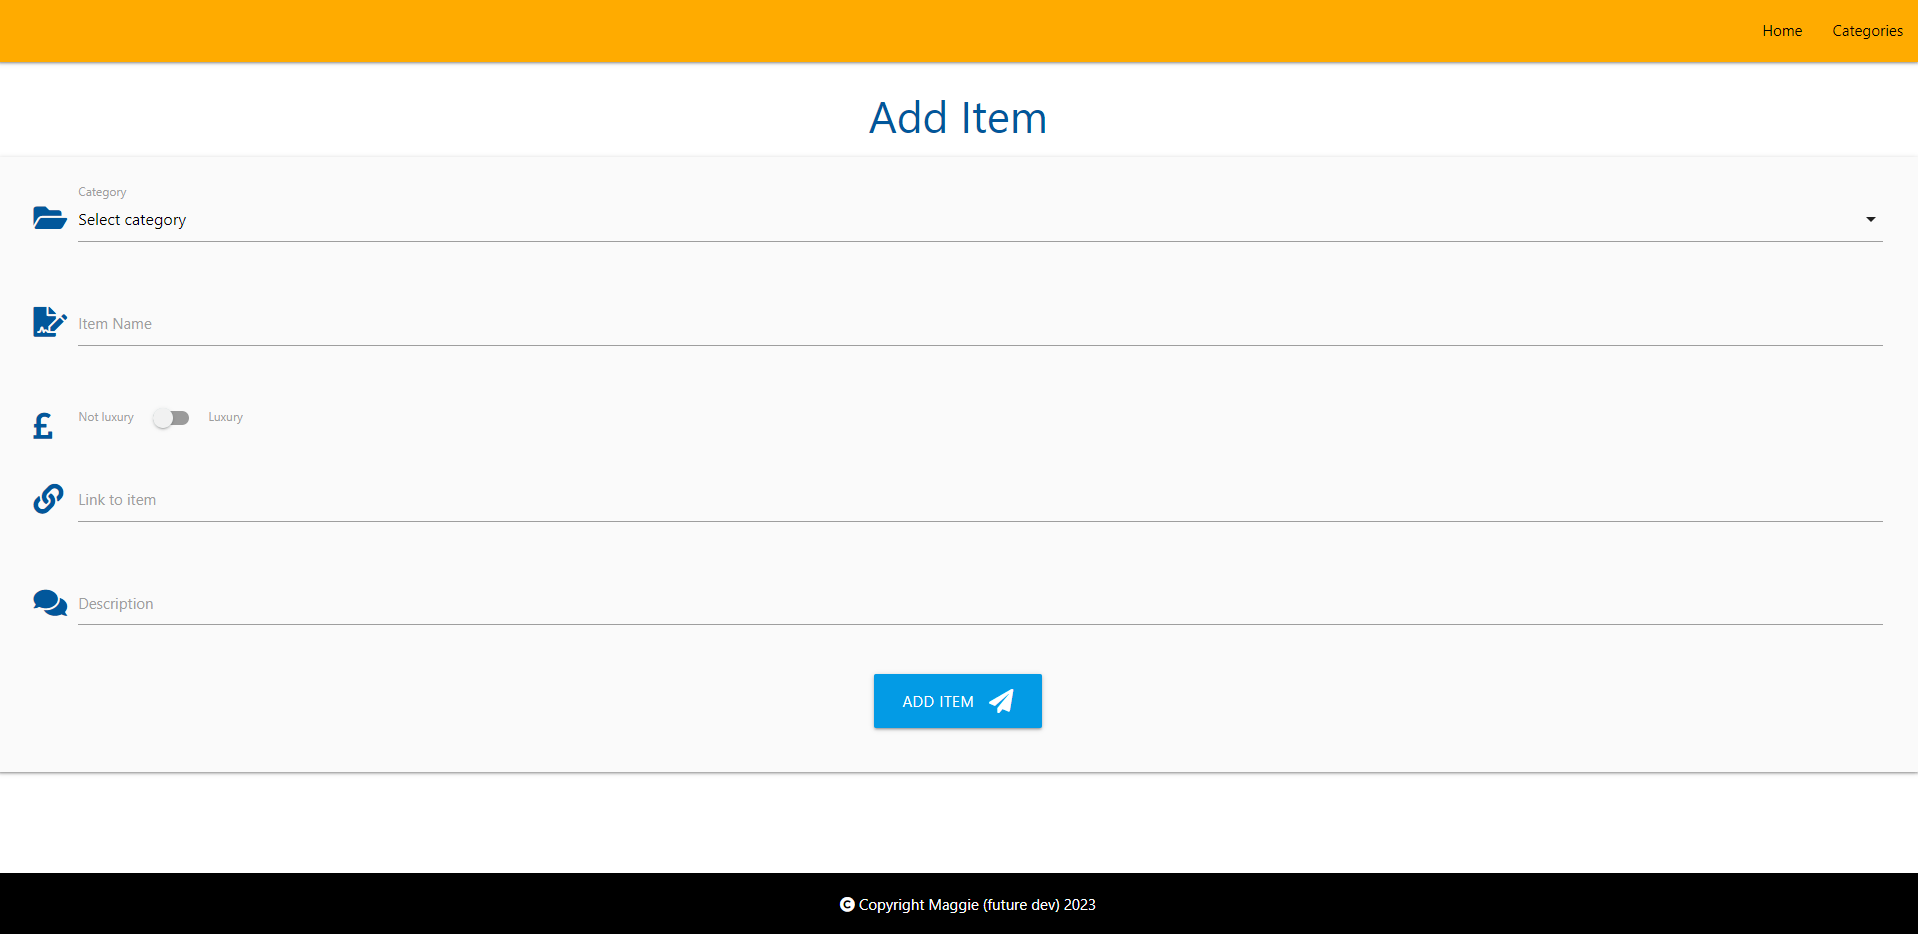 Home Categories
Add Item
Category
Select category
Item Name
£ Not luxury Luxury
Link to item
Description
ADD ITEM
© Copyright Maggie (future dev) 2023